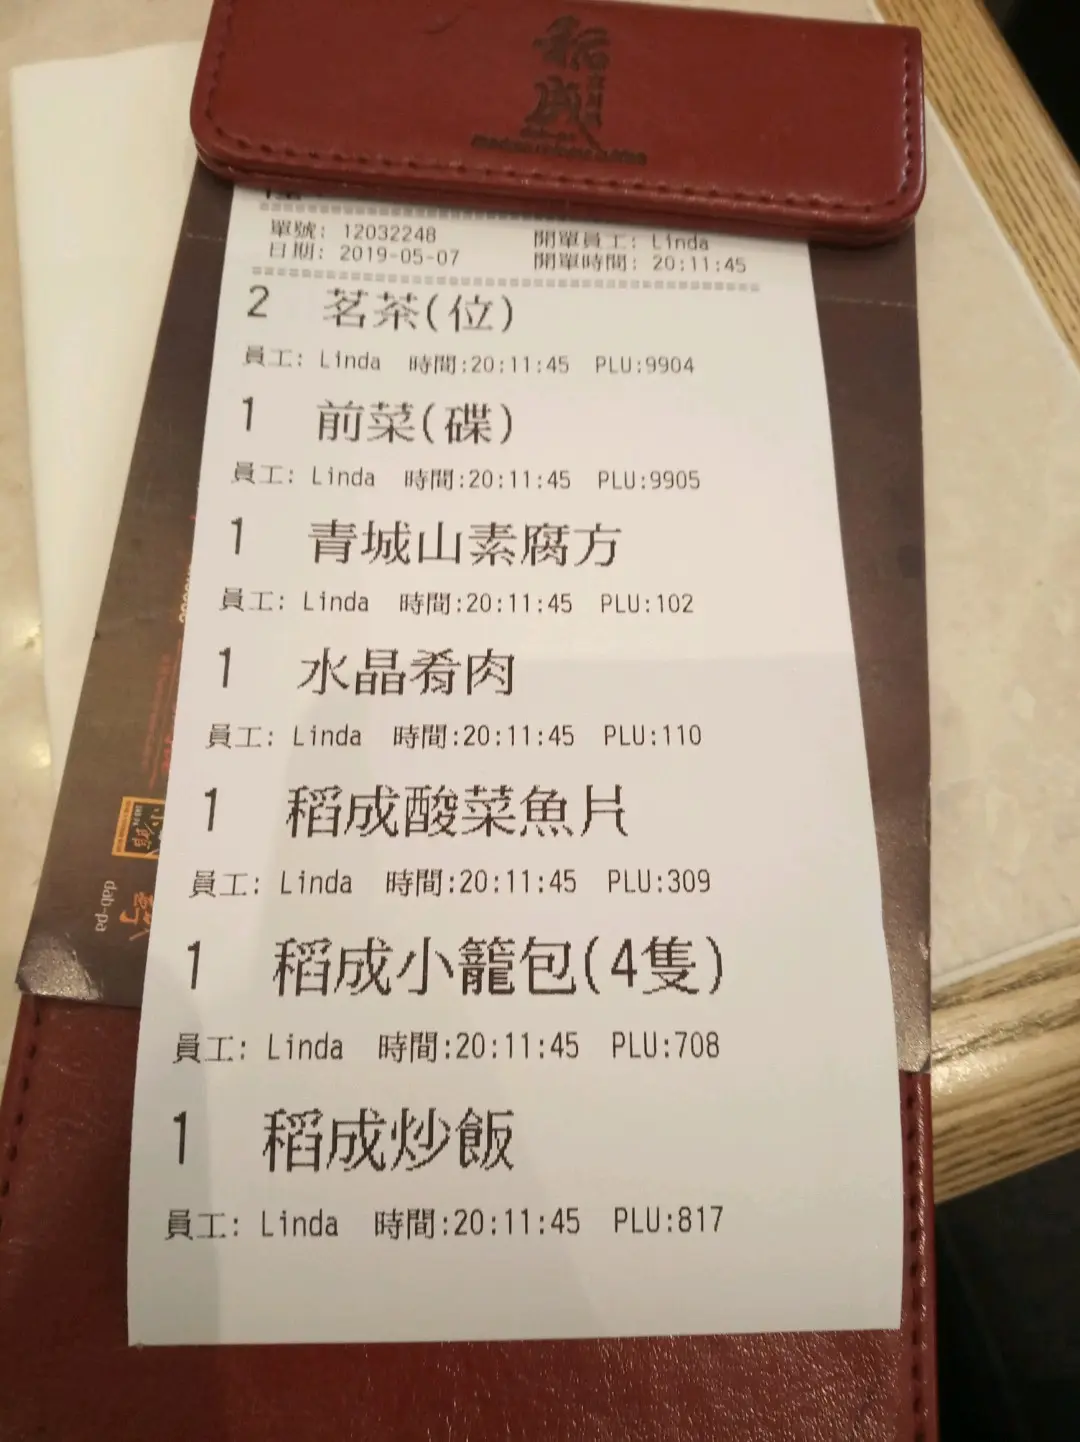 稻成
單號: 12032248 開單員工: Linda
日期: 2019-05-07 開單時間: 20:11:45
2 茗茶(位)
員工: Linda 時間:20:11:45 PLU:9904
1 前菜(碟)
員工: Linda 時間:20:11:45 PLU:9905
1 青城山素腐方
員工: Linda 時間:20:11:45 PLU:102
1 水晶肴肉
員工: Linda 時間:20:11:45 PLU:110
1 稻成酸菜魚片
員工: Linda 時間:20:11:45 PLU:309
1 稻成小籠包(4隻)
員工: Linda 時間:20:11:45 PLU:708
1 稻成炒飯
員工: Linda 時間:20:11:45 PLU:817
dab-pa